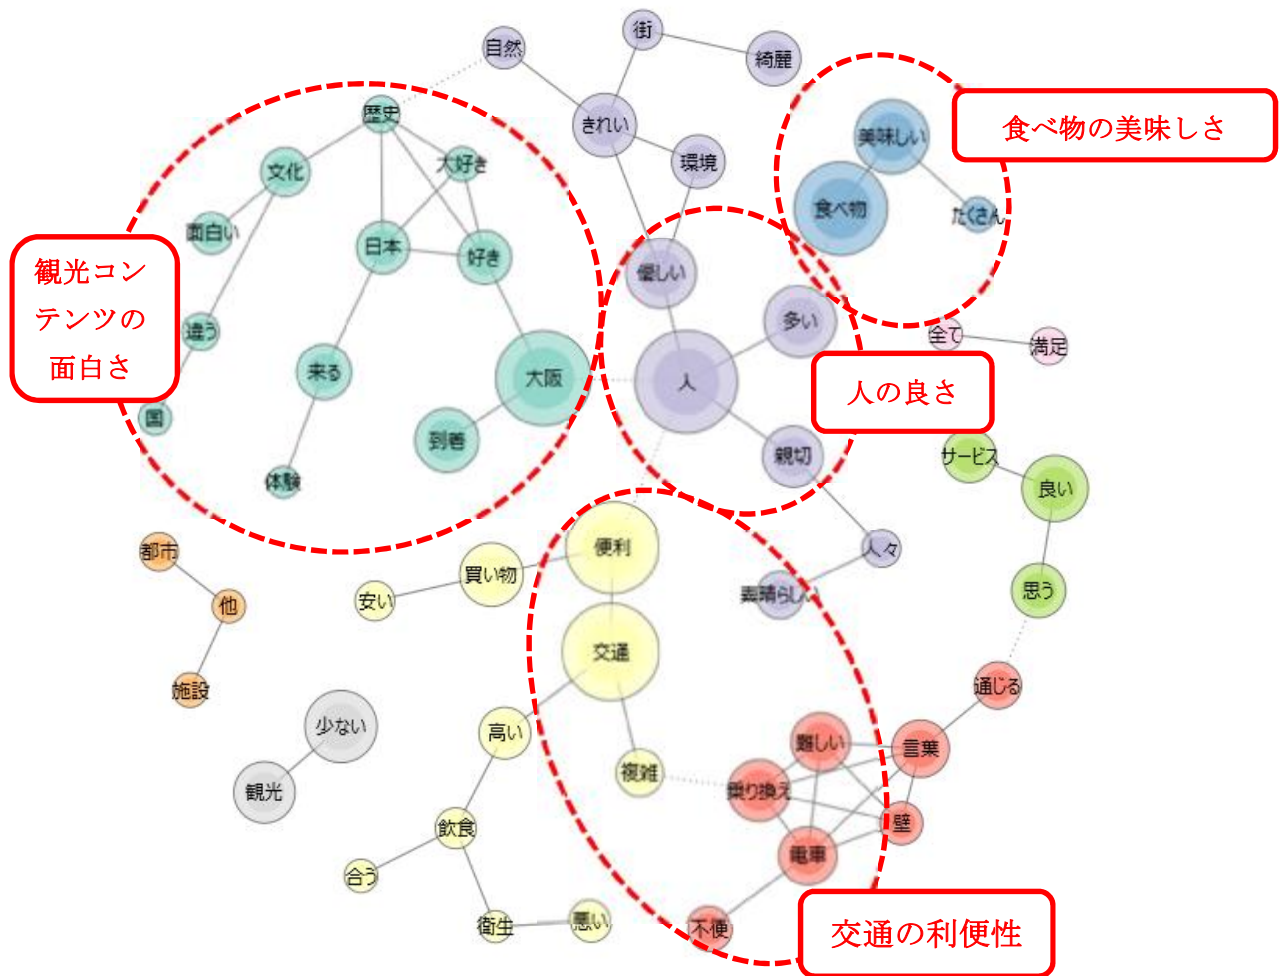 街
自然
綺麗
歴史
きれい
美味しい
食べ物の美味しさ
大好き
環境
文化
食べ物
たくさん
面白い
日本
好き
優しい
観光コン
テンツの
面白さ
違う
多い
全て
満足
来る
大阪
人
人の良さ
国
到着
親切
サービス
体験
良い
都市
便利
人々
買い物
安い
素晴らしい
思う
他
交通
施設
通じる
少ない
高い
難しい
言葉
複雑
乗り換え
観光
飲食
壁
電車
合う
衛生
悪い
不便
交通の利便性